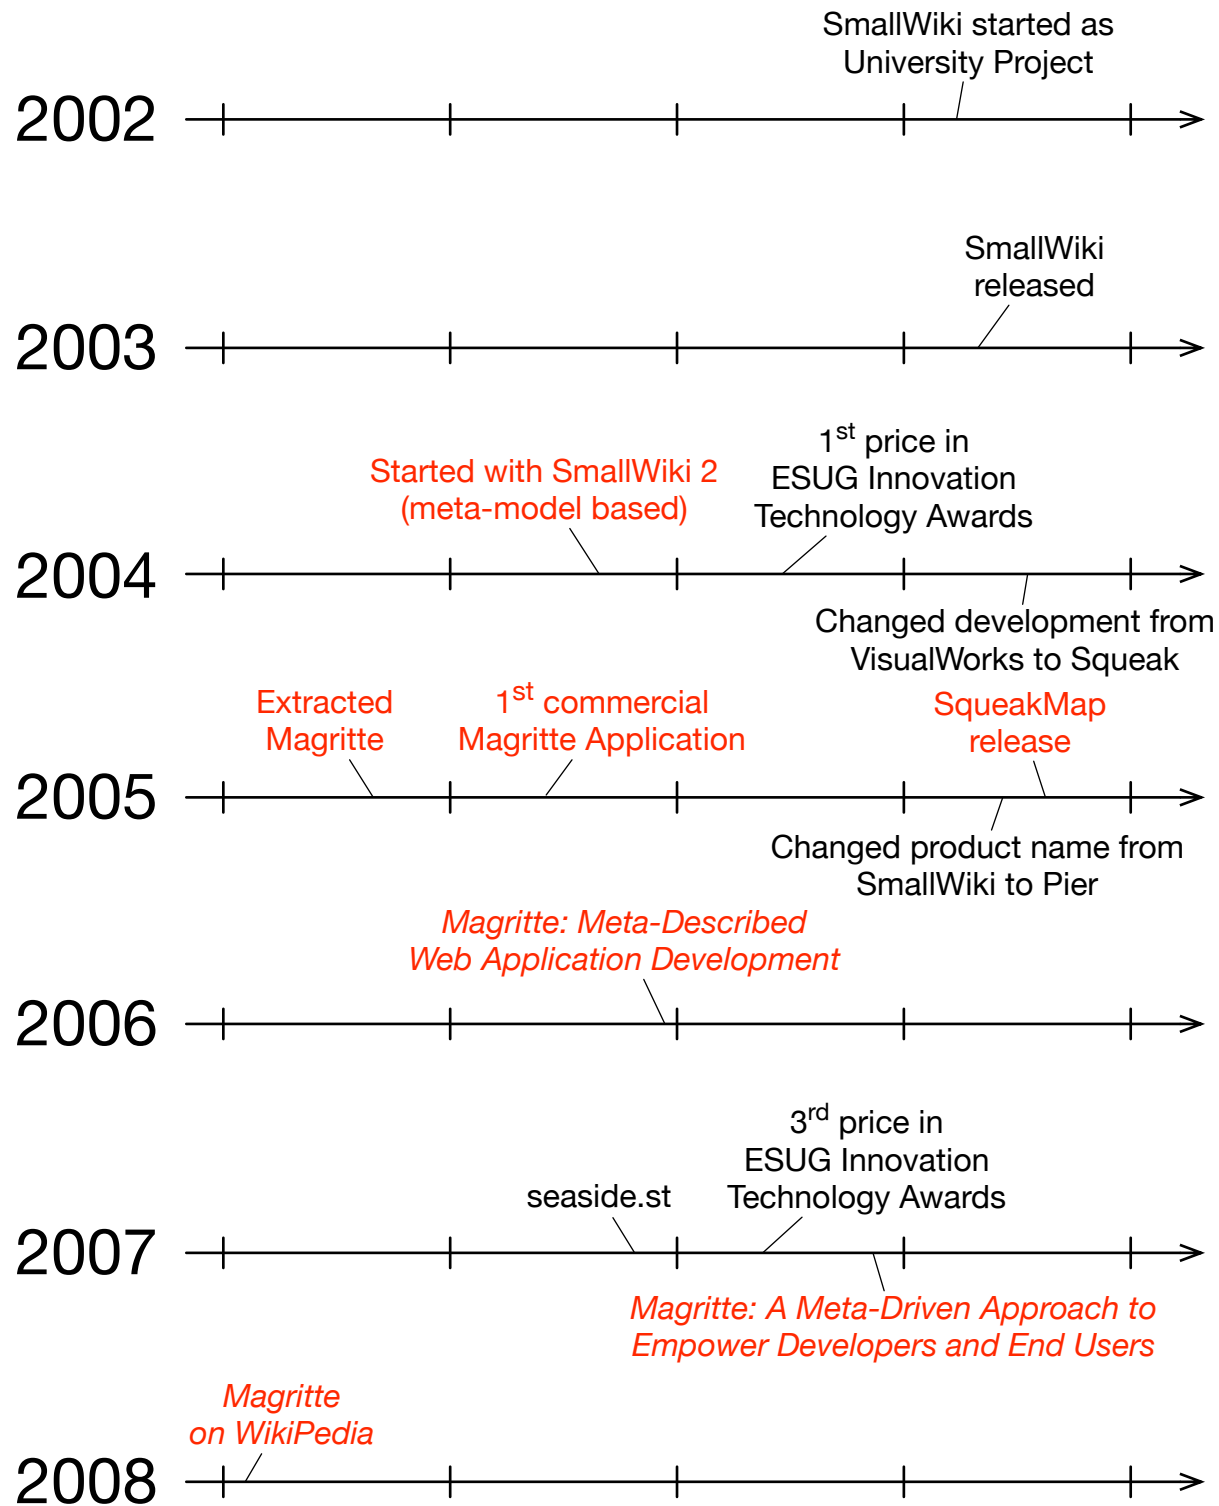 SmallWiki started as
University Project
2002
SmallWiki
released
2003
1st price in
ESUG Innovation
Technology Awards
Started with SmallWiki 2
(meta-model based)
2004
Changed development from
VisualWorks to Squeak
Extracted
Magritte
1st commercial
Magritte Application
SqueakMap
release
2005
Changed product name from
SmallWiki to Pier
Magritte: Meta-Described
Web Application Development
2006
3rd price in
ESUG Innovation
Technology Awards
seaside.st
2007
Magritte: A Meta-Driven Approach to
Empower Developers and End Users
Magritte
on WikiPedia
2008